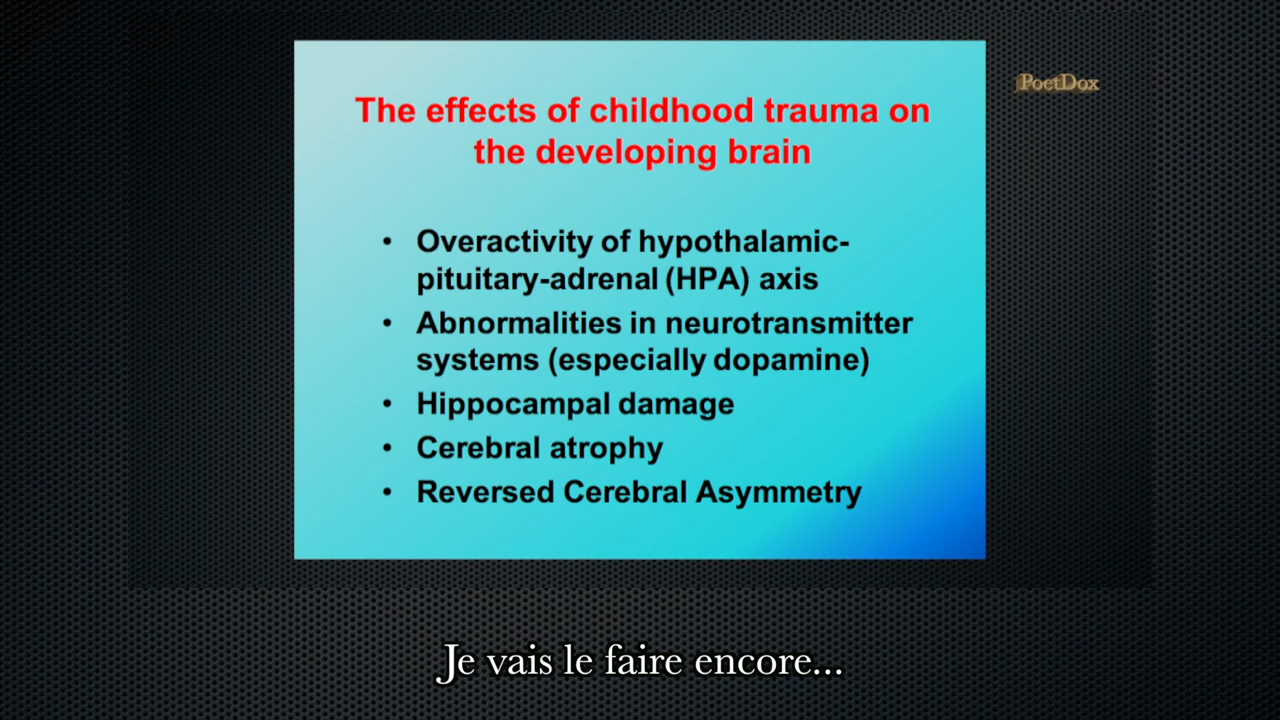 PoetDox
The effects of childhood trauma on
the developing brain
• Overactivity of hypothalamic-
pituitary-adrenal (HPA) axis
• Abnormalities in neurotransmitter
systems (especially dopamine)
• Hippocampal damage
• Cerebral atrophy
• Reversed Cerebral Asymmetry
Je vais le faire encore...